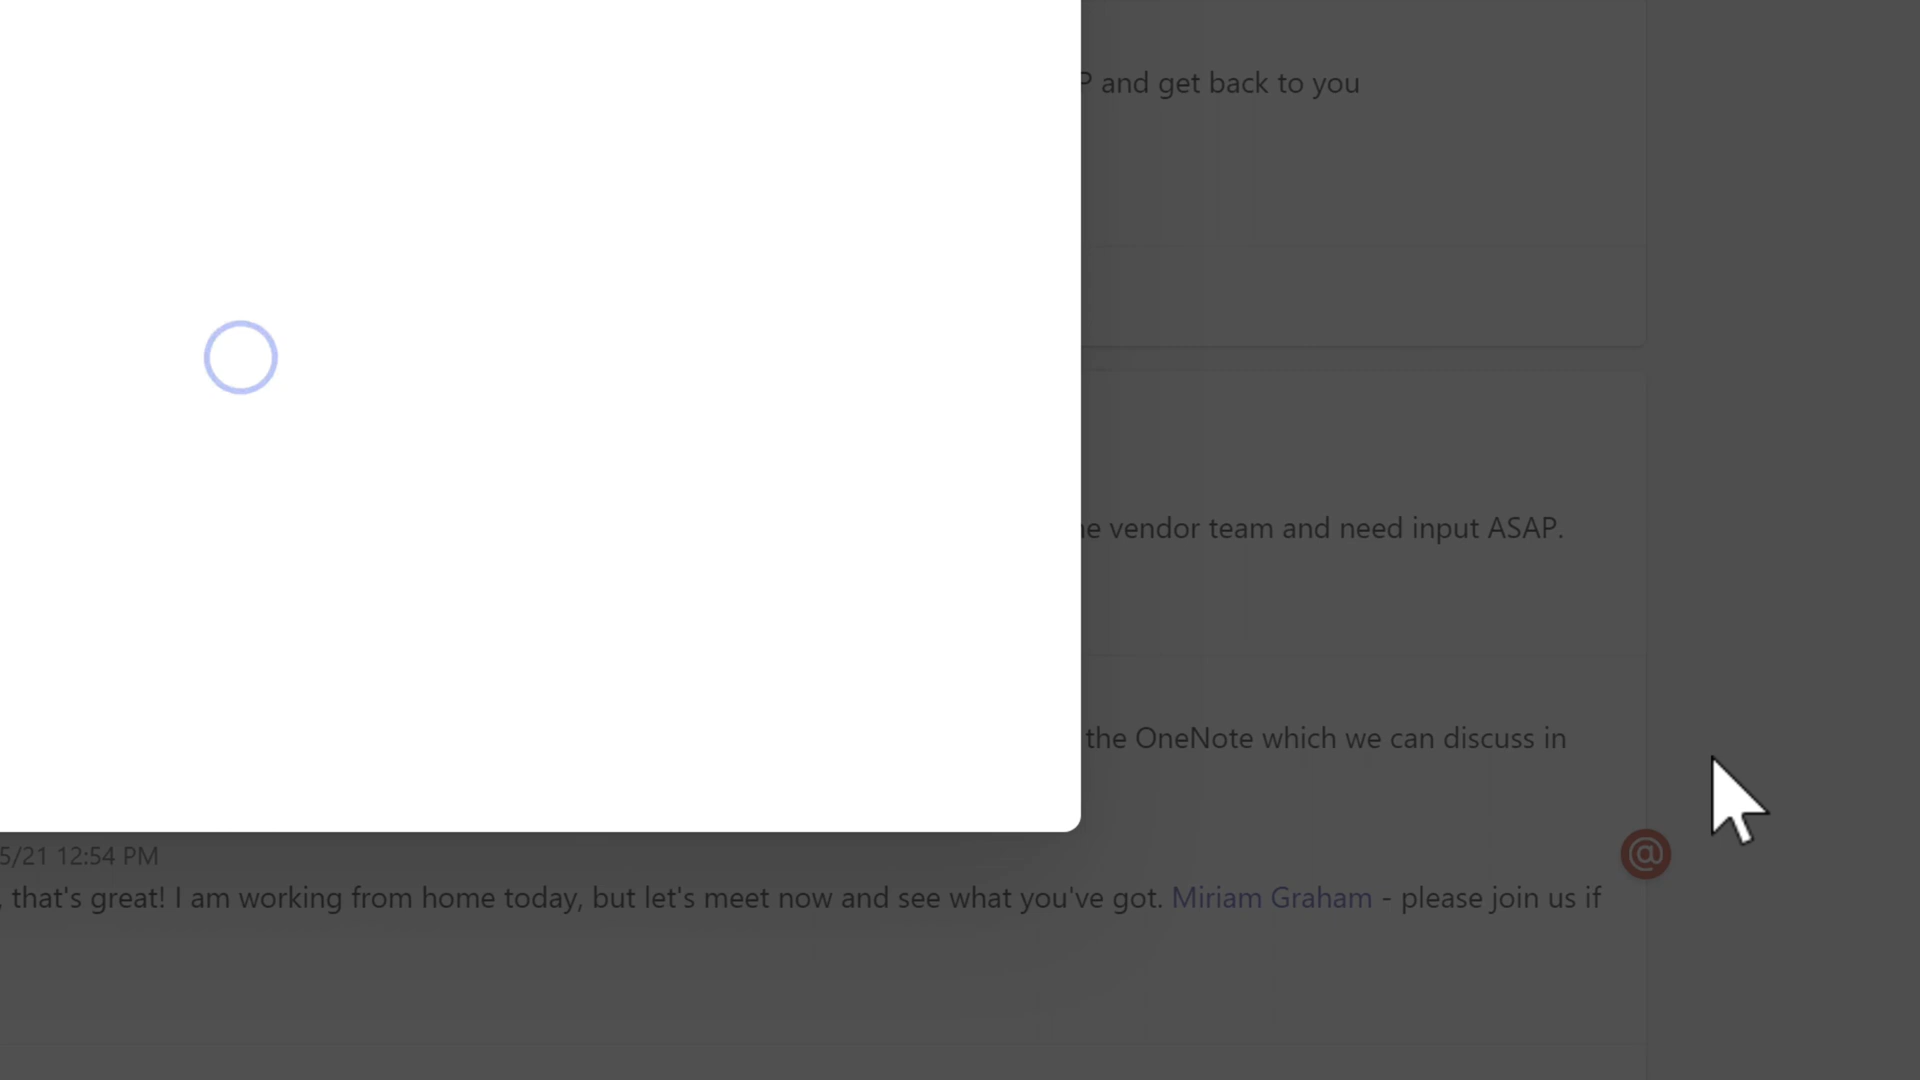 and get back to you
vendor team and need input ASAP.
the OneNote which we can discuss in
5/21 12:54 PM
, that's great! I am working from home today, but let's meet now and see what you've got. Miriam Graham - please join us if
@